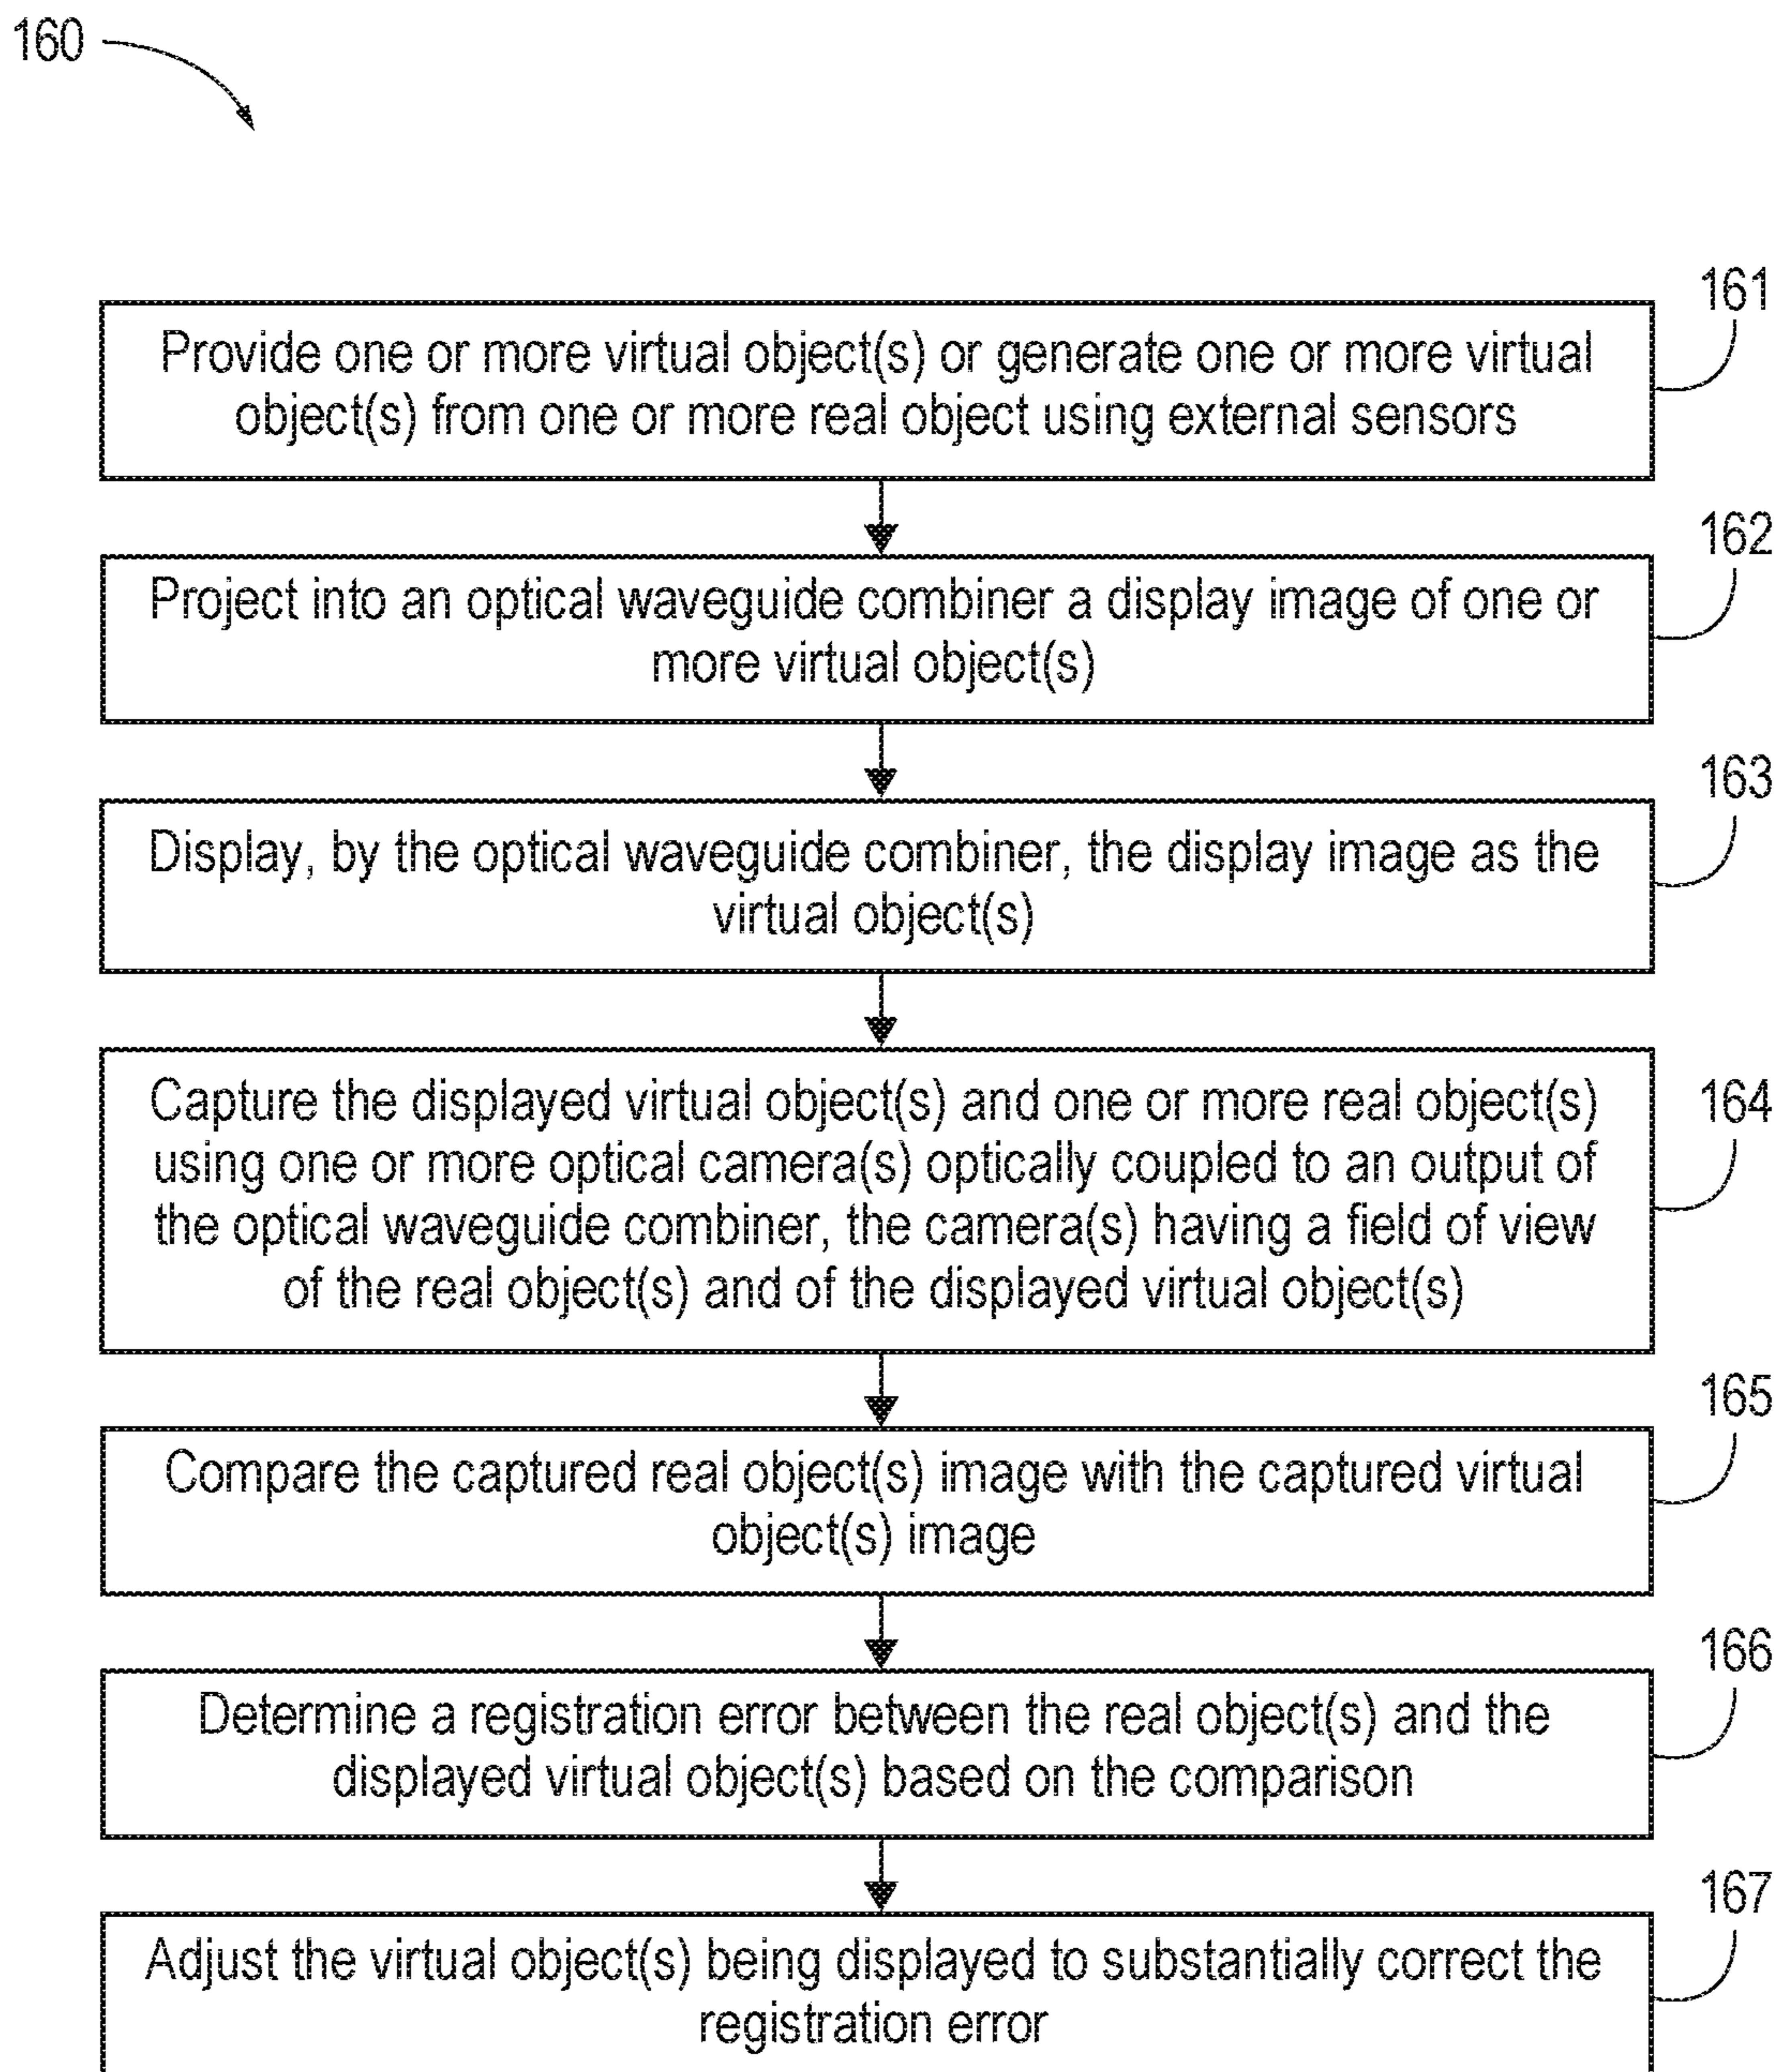 160
161
Provide one or more virtual object(s) or generate one or more virtual
object(s) from one or more real object using external sensors
162
Project into an optical waveguide combiner a display image of one or
more virtual object(s)
163
Display, by the optical waveguide combiner, the display image as the
virtual object(s)
164
Capture the displayed virtual object(s) and one or more real object(s)
using one or more optical camera(s) optically coupled to an output of
the optical waveguide combiner, the camera(s) having a field of view
of the real object(s) and of the displayed virtual object(s)
165
Compare the captured real object(s) image with the captured virtual
object(s) image
166
Determine a registration error between the real object(s) and the
displayed virtual object(s) based on the comparison
167
Adjust the virtual object(s) being displayed to substantially correct the
registration error